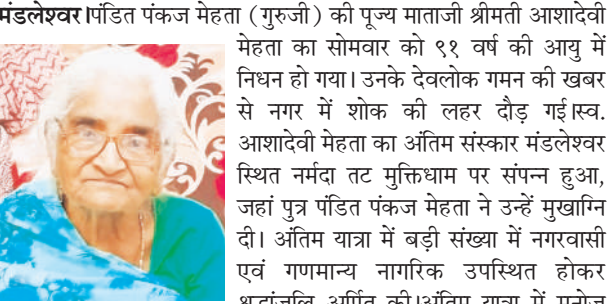 मंडलेश्वर।पंडित पंकज मेहता (गुरुजी) की पूज्य माताजी श्रीमती आशादेवी
मेहता का सोमवार को ९१ वर्ष की आयु में
निधन हो गया। उनके देवलोक गमन की खबर
से नगर में शोक की लहर दौड़ गई।स्व.
आशादेवी मेहता का अंतिम संस्कार मंडलेश्वर
स्थित नर्मदा तट मुक्तिधाम पर संपन्न हुआ,
जहां पुत्र पंडित पंकज मेहता ने उन्हें मुखाग्नि
दी। अंतिम यात्रा में बड़ी संख्या में नगरवासी
एवं गणमान्य नागरिक उपस्थित होकर
श्रद्धांजलि अर्पित की।अंतिम यात्रा में मनोज